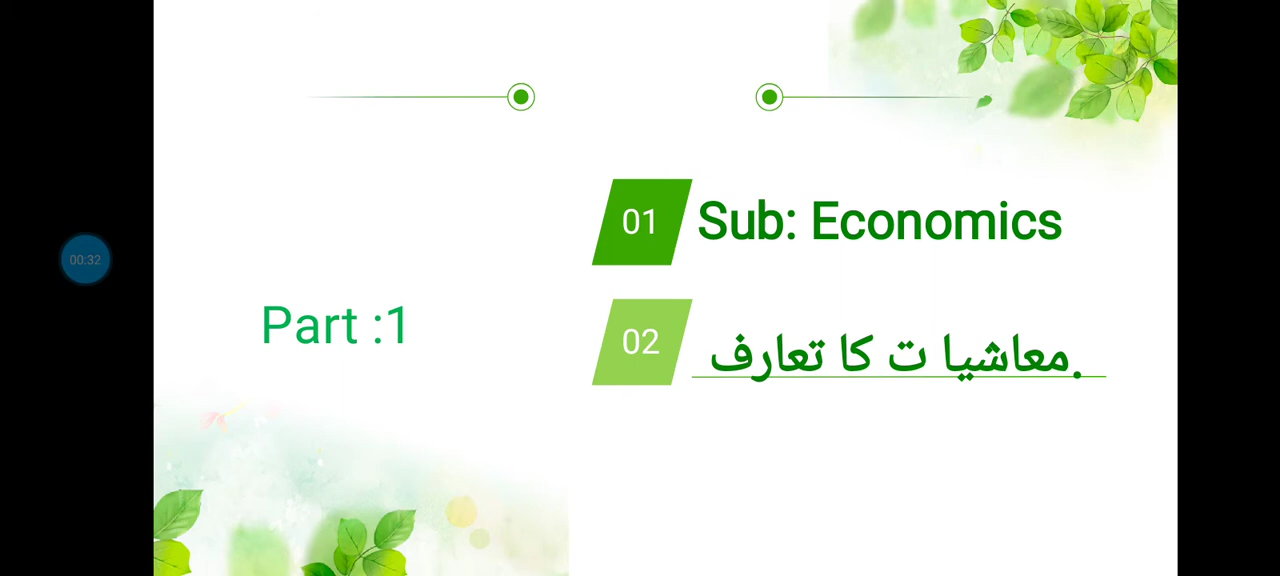 00:32
Part :1
01
Sub: Economics
02
معاشیا ت کا تعارف.